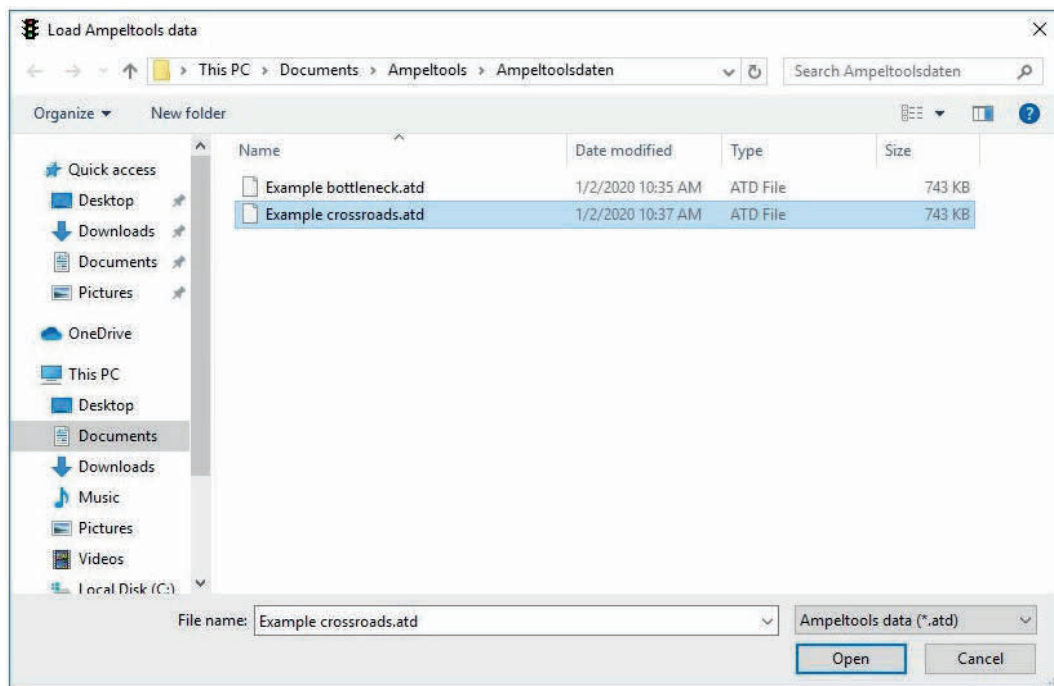 Load Ampeltools data
This PC > Documents > Ampeltools > Ampeltoolsdaten
Search Ampeltoolsdaten
Organize
New folder
Name Date modified Type Size
Example bottleneck.atd 1/2/2020 10:35 AM ATD File 743 KB
Example crossroads.atd 1/2/2020 10:37 AM ATD File 743 KB
Quick access
Desktop
Downloads
Documents
Pictures
OneDrive
This PC
Desktop
Documents
Downloads
Music
Pictures
Videos
Local Disk (C:)
File name: Example crossroads.atd
Ampeltools data (*.atd)
Open
Cancel